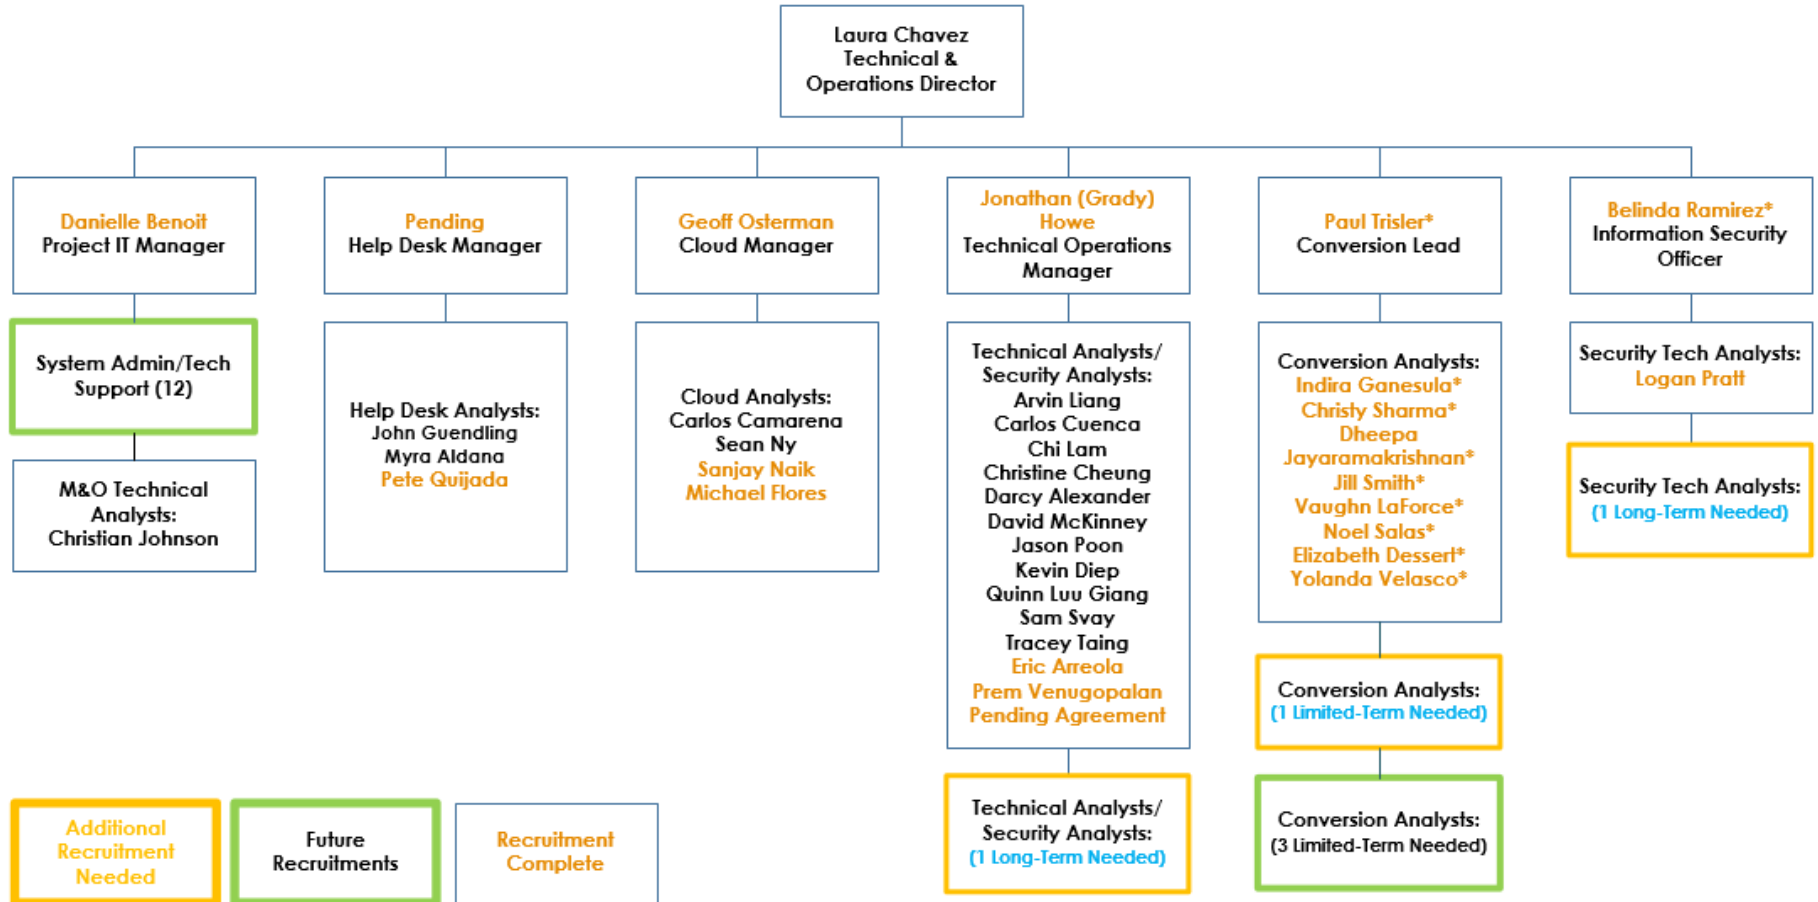 Laura Chavez
Technical &
Operations Director
Danielle Benoit
Project IT Manager
Pending
Help Desk Manager
Geoff Osterman
Cloud Manager
Jonathan (Grady)
Howe
Technical Operations
Manager
Paul Trisler*
Conversion Lead
Belinda Ramirez*
Information Security
Officer
System Admin/Tech
Support (12)
M&O Technical
Analysts:
Christian Johnson
Help Desk Analysts:
John Guendling
Myra Aldana
Pete Quijada
Cloud Analysts:
Carlos Camarena
Sean Ny
Sanjay Naik
Michael Flores
Technical Analysts/
Security Analysts:
Arvin Liang
Carlos Cuenca
Chi Lam
Christine Cheung
Darcy Alexander
David McKinney
Jason Poon
Kevin Diep
Quinn Luu Giang
Sam Svay
Tracey Taing
Eric Arreola
Prem Venugopalan
Pending Agreement
Technical Analysts/
Security Analysts:
(1 Long-Term Needed)
Conversion Analysts:
Indira Ganesula*
Christy Sharma*
Dheepa
Jayaramakrishnan*
Jill Smith*
Vaughn LaForce*
Noel Salas*
Elizabeth Dessert*
Yolanda Velasco*
Conversion Analysts:
(1 Limited-Term Needed)
Conversion Analysts:
(3 Limited-Term Needed)
Security Tech Analysts:
Logan Pratt
Security Tech Analysts:
(1 Long-Term Needed)
Additional
Recruitment
Needed
Future
Recruitments
Recruitment
Complete